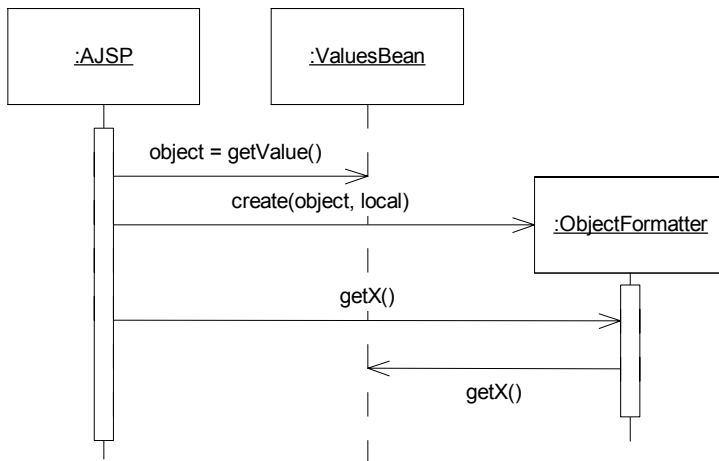 :AJSP
:ValuesBean
object = getValue()
create(object, local)
:ObjectFormatter
getX()
getX()